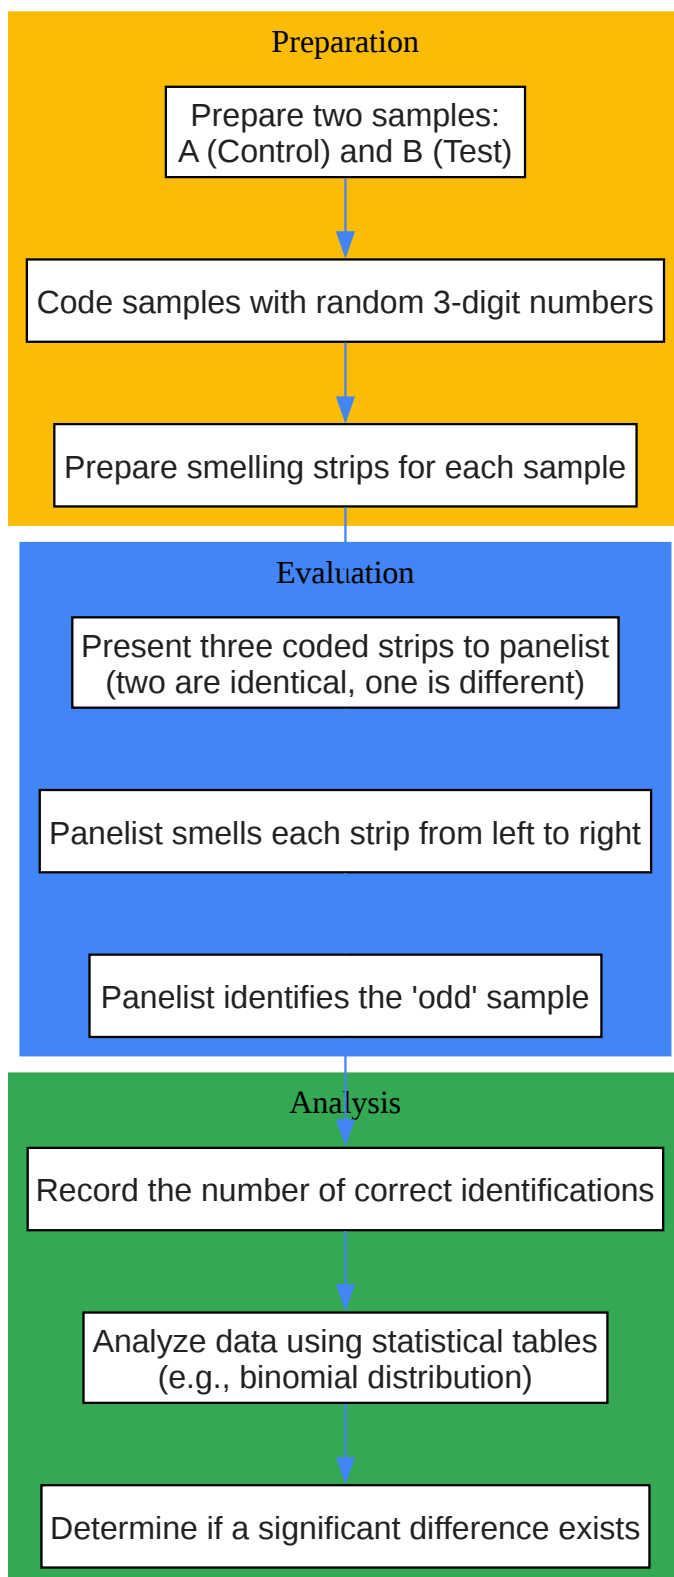 Preparation
Prepare two samples:
A (Control) and B (Test)
Code samples with random 3-digit numbers
Prepare smelling strips for each sample
Evaluation
Present three coded strips to panelist
(two are identical, one is different)
Panelist smells each strip from left to right
Panelist identifies the 'odd' sample
Analysis
Record the number of correct identifications
Analyze data using statistical tables
(e.g., binomial distribution)
Determine if a significant difference exists